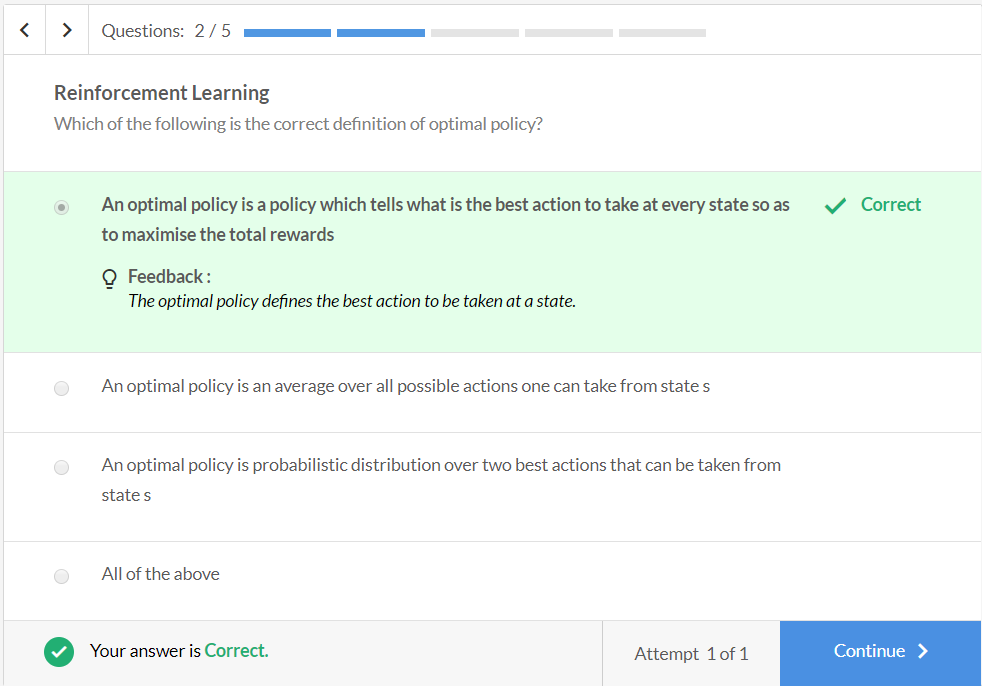 Questions: 2 / 5
Reinforcement Learning
Which of the following is the correct definition of optimal policy?
An optimal policy is a policy which tells what is the best action to take at every state so as
to maximise the total rewards
Correct
Feedback :
The optimal policy defines the best action to be taken at a state.
An optimal policy is an average over all possible actions one can take from state s
An optimal policy is probabilistic distribution over two best actions that can be taken from
state s
All of the above
Your answer is Correct.
Attempt 1 of 1
Continue